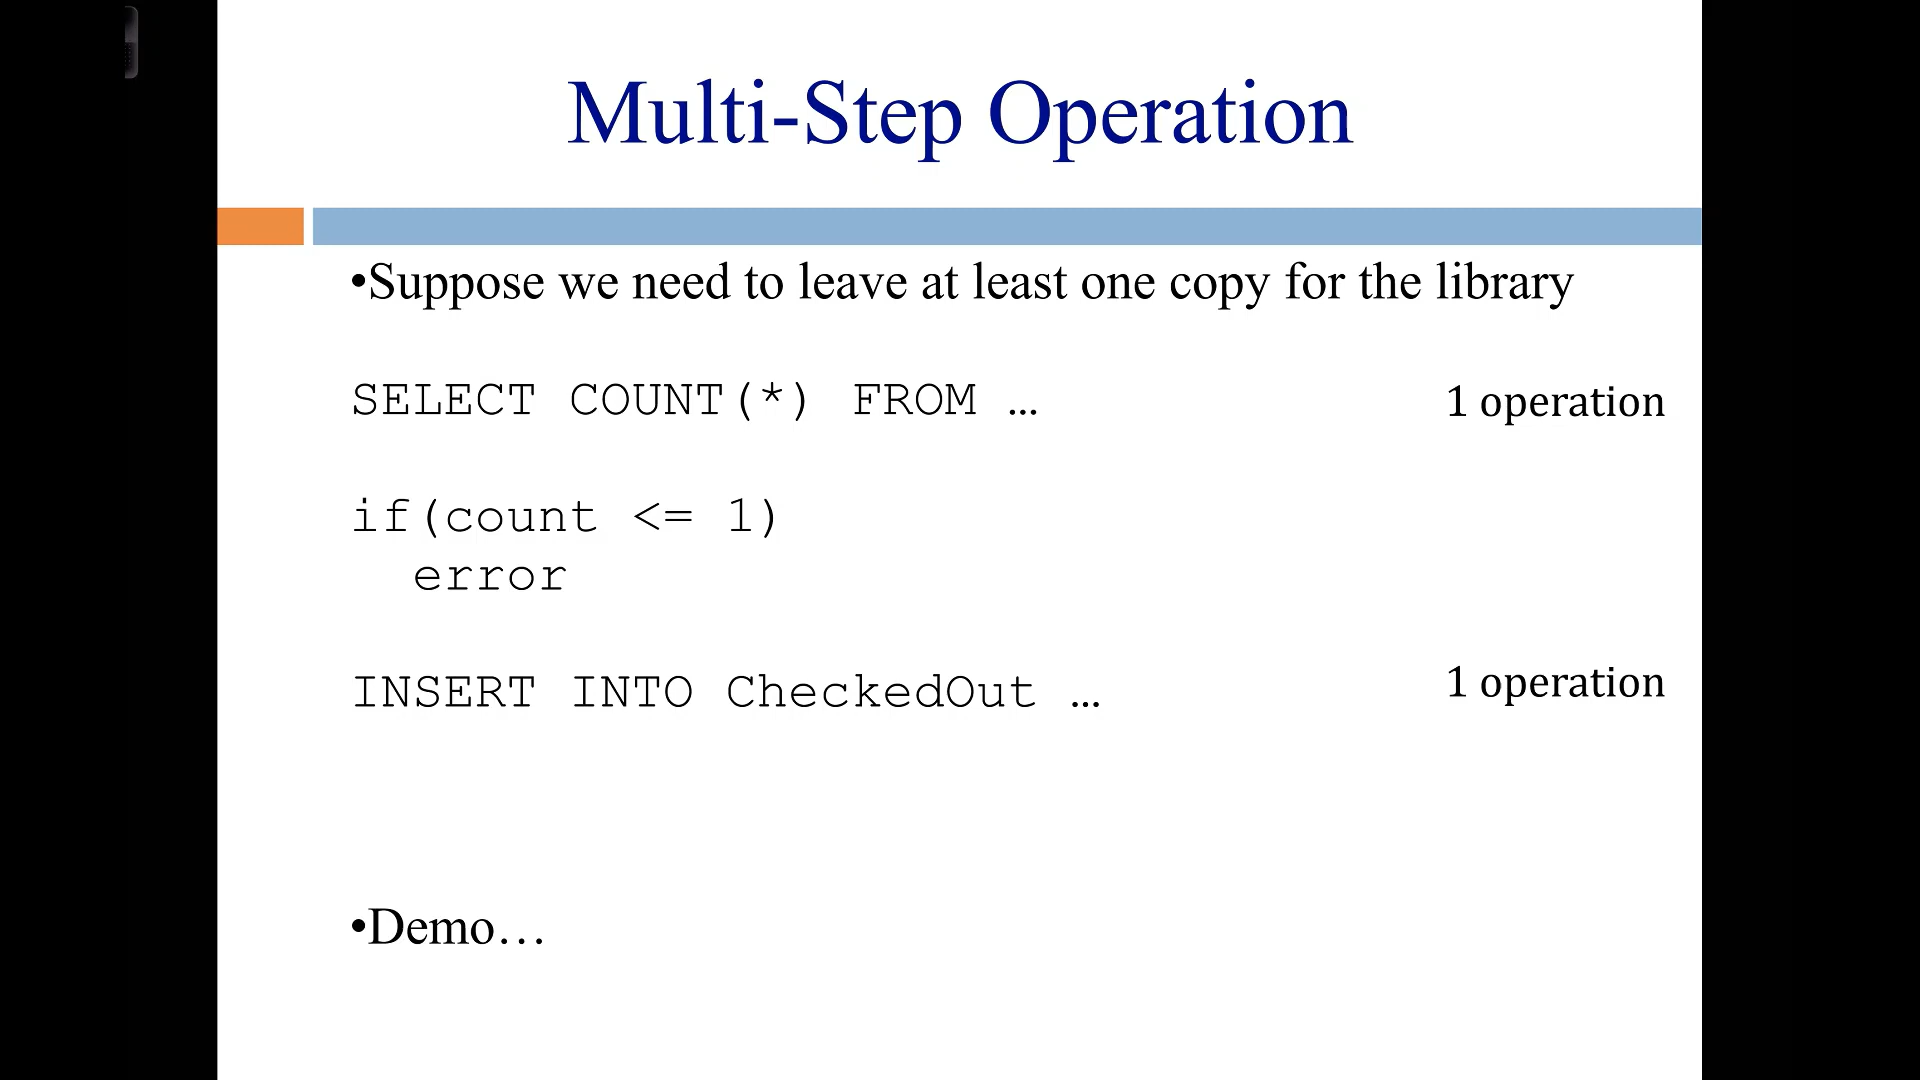 Multi-Step Operation
•Suppose we need to leave at least one copy for the library
SELECT COUNT(*) FROM … 1 operation
if(count <= 1)
error
INSERT INTO CheckedOut … 1 operation
•Demo…